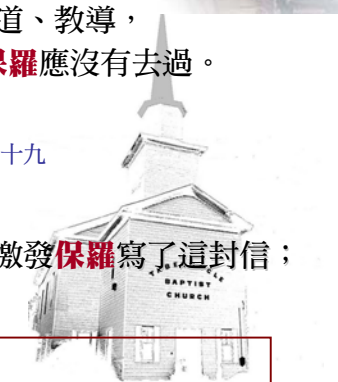 道、教導，
保羅應沒有去過。
十九
激發保羅寫了這封信；
TABERNACLE
BAPTIST
CHURCH